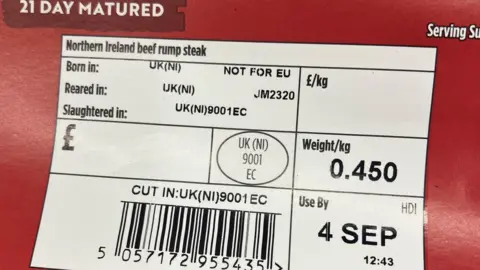 21 DAY MATURED
Serving Su
Northern Ireland beef rump steak
Born in: UK(NI) NOT FOR EU
Reared in: UK(NI) JM2320
Slaughtered in: UK(NI)9001EC
£/kg
£
UK (NI)
9001
EC
Weight/kg
0.450
CUT IN:UK(NI)9001EC
Use By HDI
4 SEP
12:43
5 057172 955435 >